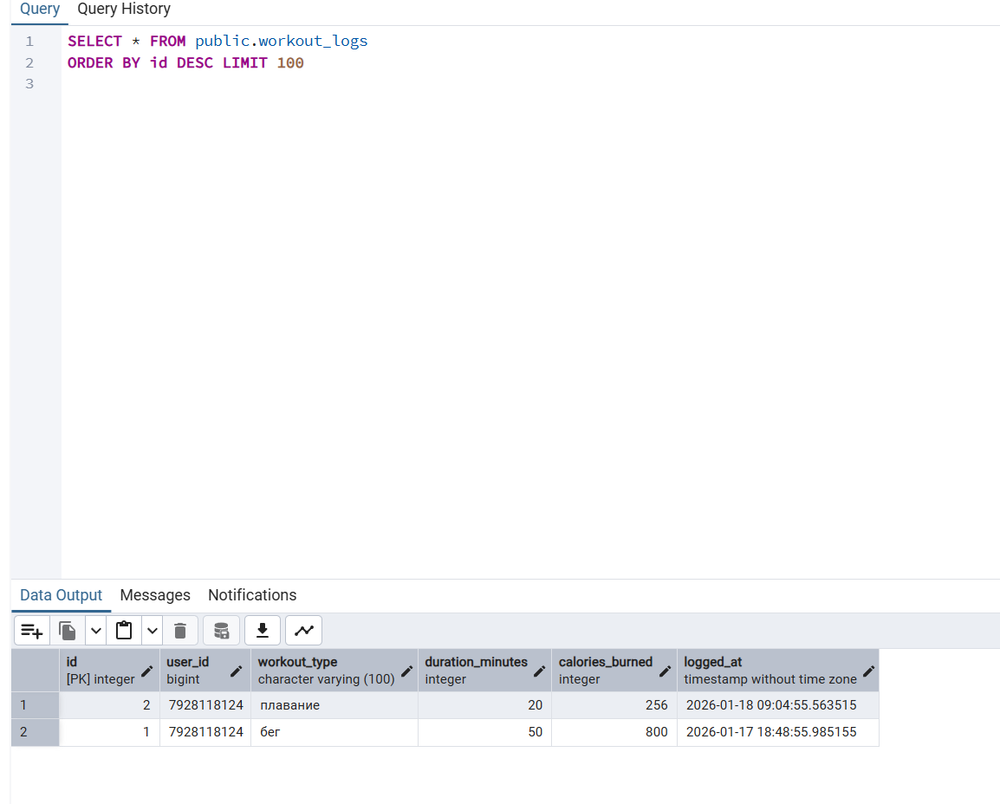 Query Query History
1 SELECT * FROM public.workout_logs
2 ORDER BY id DESC LIMIT 100
3
Data Output Messages Notifications
id user_id workout_type duration_minutes calories_burned logged_at
[PK] integer bigint character varying (100) integer integer timestamp without time zone
1 2 7928118124 плавание 20 256 2026-01-18 09:04:55.563515
2 1 7928118124 бег 50 800 2026-01-17 18:48:55.985155